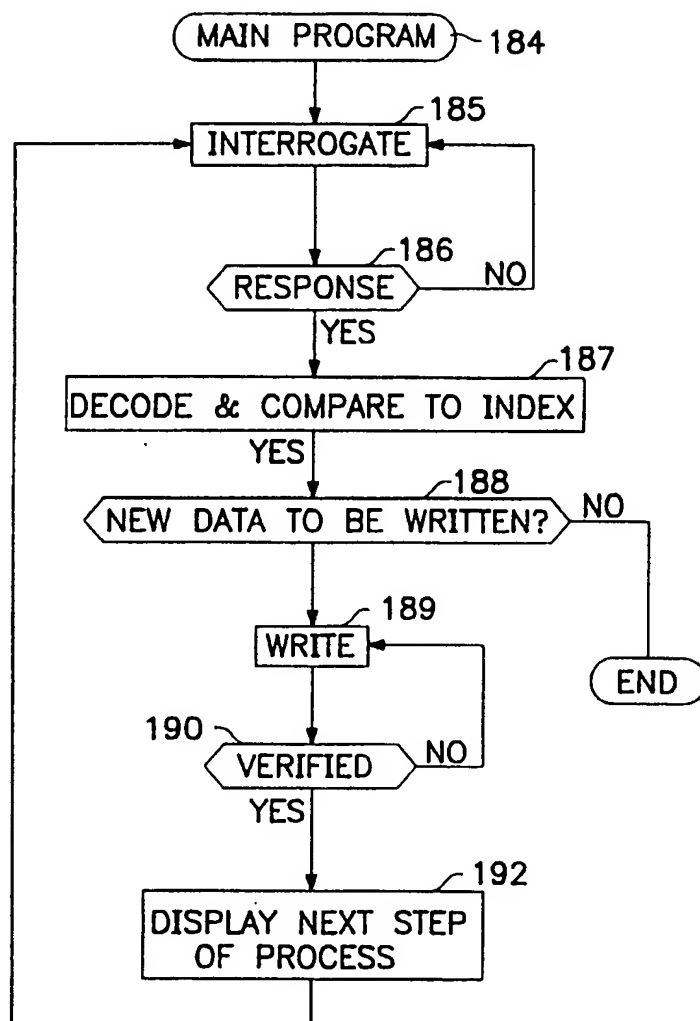 MAIN PROGRAM
184
185
INTERROGATE
186
RESPONSE
NO
YES
187
DECODE & COMPARE TO INDEX
YES
188
NEW DATA TO BE WRITTEN?
NO
189
WRITE
END
190
VERIFIED
NO
YES
192
DISPLAY NEXT STEP
OF PROCESS